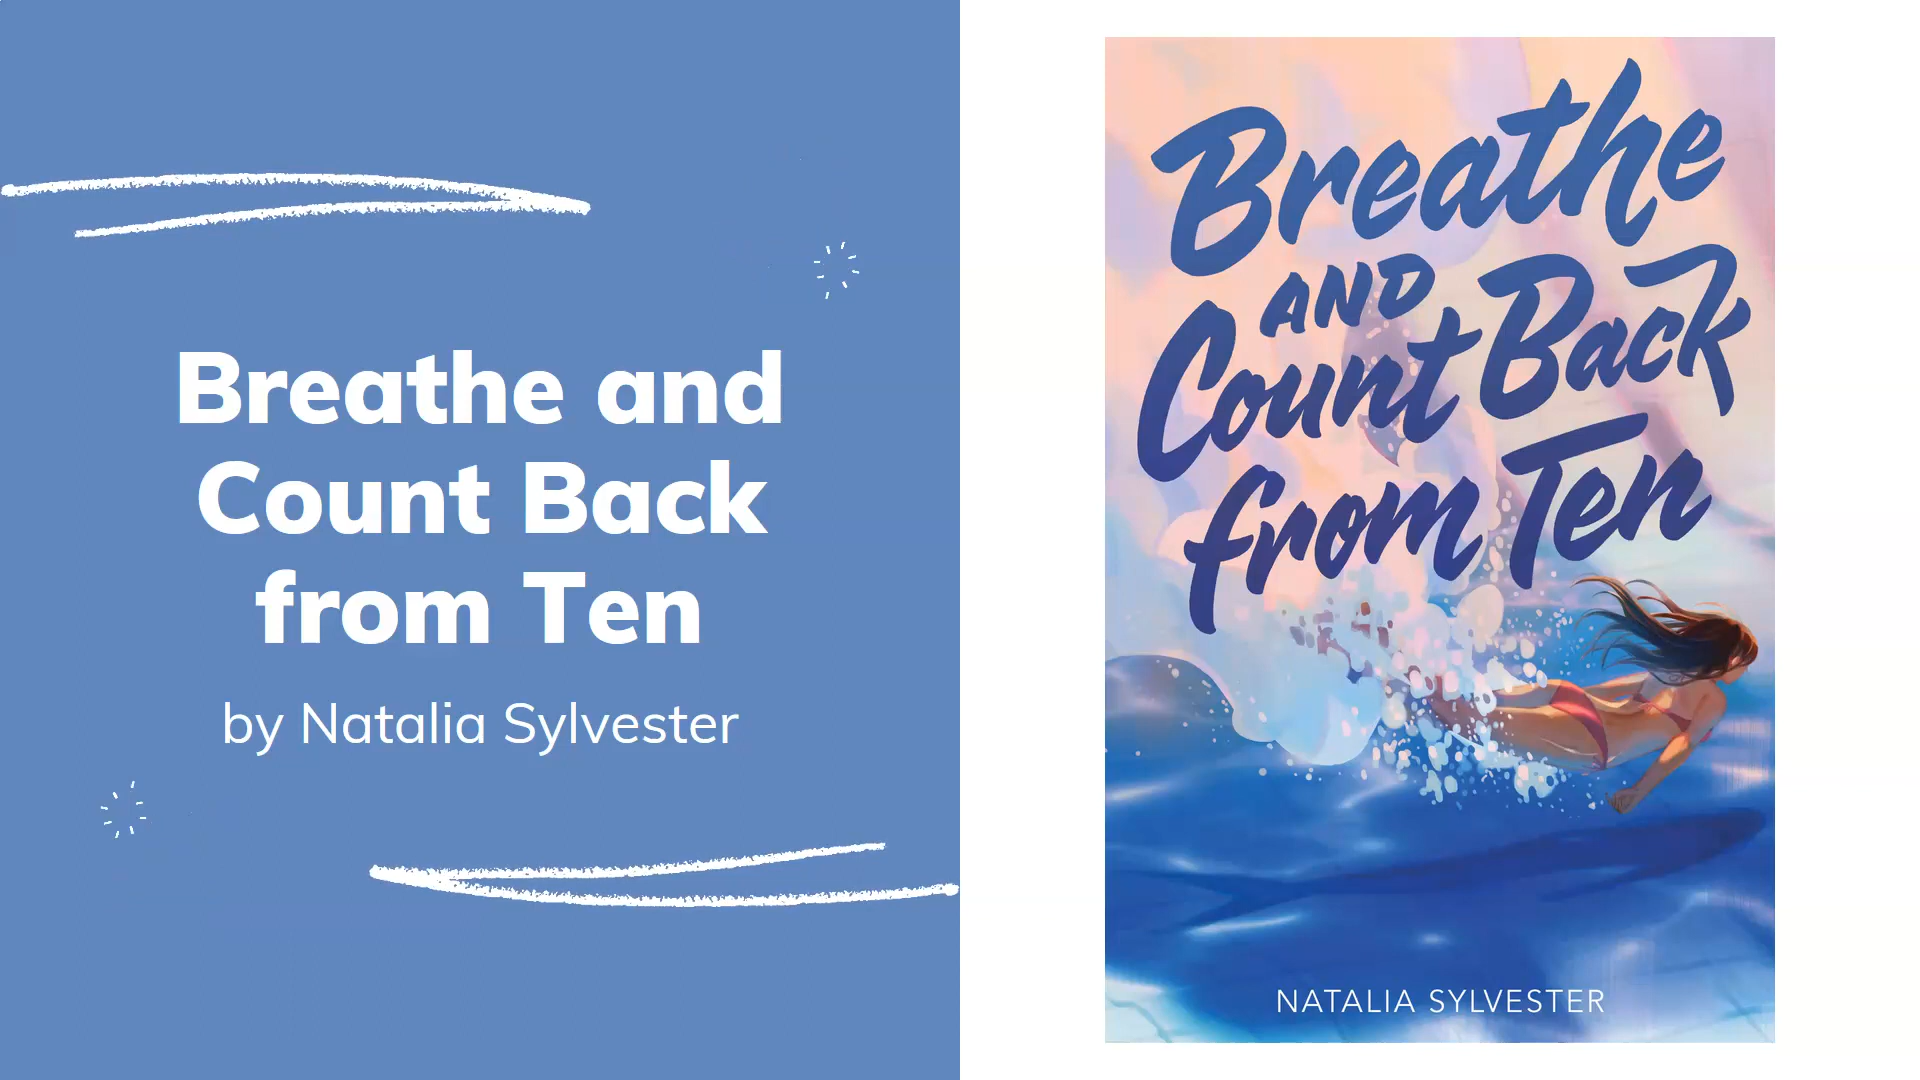 Breathe and
Count Back
from Ten
by Natalia Sylvester
Breathe
AND
Count Back
from Ten
NATALIA SYLVESTER